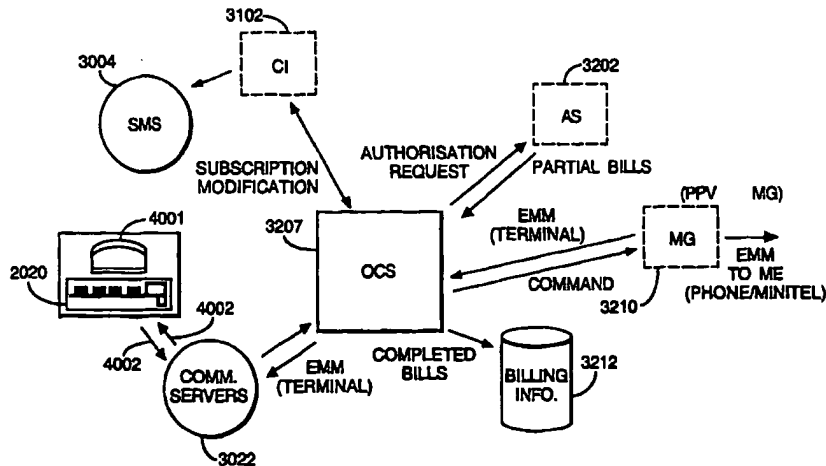 3102
3004
CI
3202
SMS
AS
SUBSCRIPTION
MODIFICATION
AUTHORISATION
REQUEST
PARTIAL BILLS
(PPV MG)
4001
3207
EMM
(TERMINAL)
MG
2020
OCS
COMMAND
EMM
TO ME
(PHONE/MINITEL)
3210
4002
4002
COMM.
SERVERS
EMM
(TERMINAL)
COMPLETED
BILLS
BILLING
INFO.
3212
3022